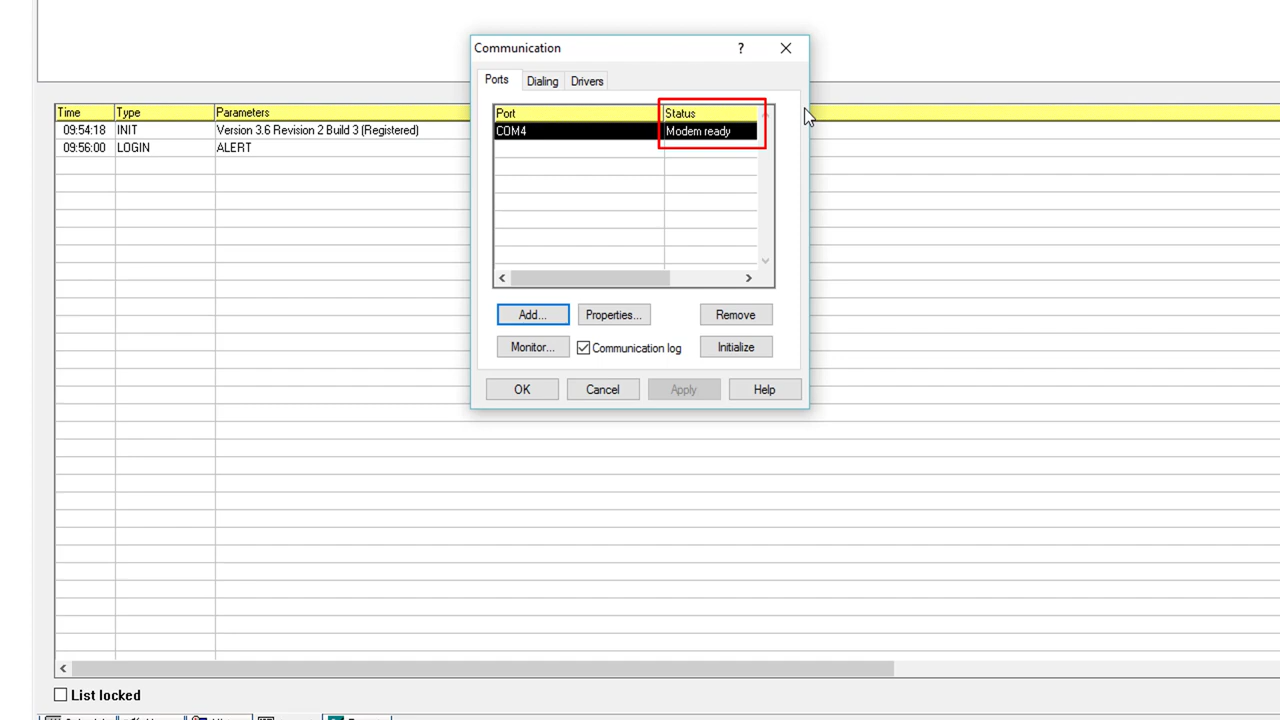 Communication
?
Ports Dialing Drivers
Port Status
COM4 Modem ready
Add... Properties... Remove
Monitor... Communication log Initialize
OK Cancel Apply Help
Time Type Parameters
09:54:18 INIT Version 3.6 Revision 2 Build 3 (Registered)
09:56:00 LOGIN ALERT
List locked